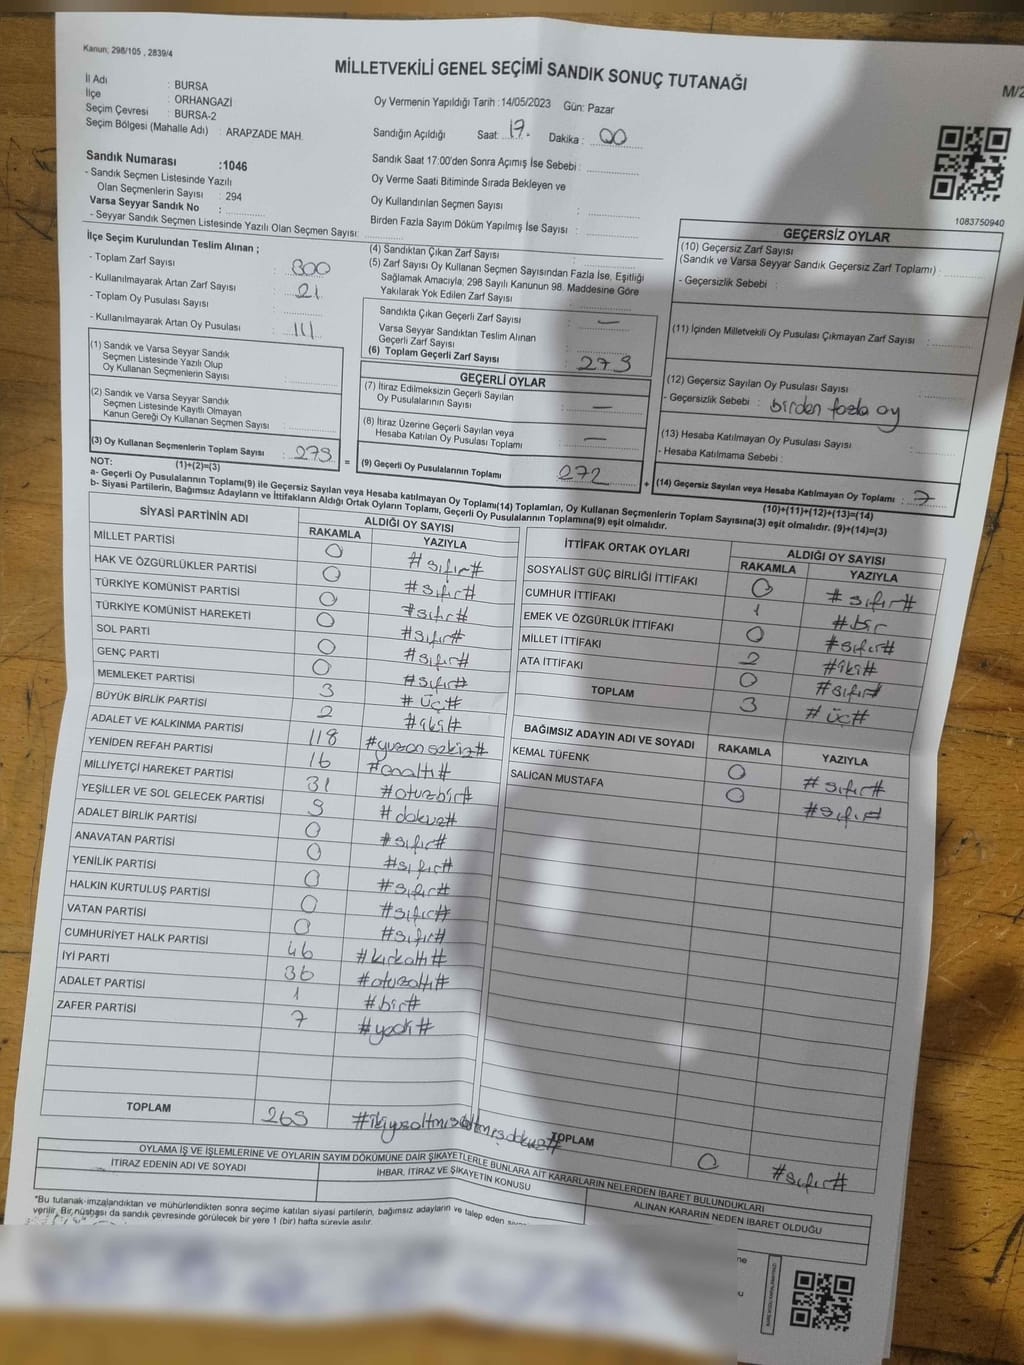 Kanun; 298/105 , 2839/4
MİLLETVEKİLİ GENEL SEÇİMİ SANDIK SONUÇ TUTANAĞI
M/2
İl Adı : BURSA
İlçe : ORHANGAZİ
Seçim Çevresi : BURSA-2
Seçim Bölgesi (Mahalle Adı) : ARAPZADE MAH.
Oy Vermenin Yapıldığı Tarih :14/05/2023 Gün: Pazar
Sandığın Açıldığı Saat: 17. Dakika : 00
Sandık Saat 17:00'den Sonra Açımış İse Sebebi :
Oy Verme Saati Bitiminde Sırada Bekleyen ve
Oy Kullandırılan Seçmen Sayısı :
Birden Fazla Sayım Döküm Yapılmış İse Sayısı :
1083750940
Sandık Numarası :1046
- Sandık Seçmen Listesinde Yazılı
Olan Seçmenlerin Sayısı : 294
Varsa Seyyar Sandık No :
- Seyyar Sandık Seçmen Listesinde Yazılı Olan Seçmen Sayısı:
İlçe Seçim Kurulundan Teslim Alınan ;
- Toplam Zarf Sayısı : 300
- Kullanılmayarak Artan Zarf Sayısı : 21
- Toplam Oy Pusulası Sayısı :
- Kullanılmayarak Artan Oy Pusulası : 111
(1) Sandık ve Varsa Seyyar Sandık
Seçmen Listesinde Yazılı Olup
Oy Kullanan Seçmenlerin Sayısı :
(2) Sandık ve Varsa Seyyar Sandık
Seçmen Listesinde Kayıtlı Olmayan
Kanun Gereği Oy Kullanan Seçmen Sayısı :
(3) Oy Kullanan Seçmenlerin Toplam Sayısı : 279 =
(1)+(2)=(3)
(4) Sandıktan Çıkan Zarf Sayısı :
(5) Zarf Sayısı Oy Kullanan Seçmen Sayısından Fazla İse, Eşitliği
Sağlamak Amacıyla, 298 Sayılı Kanunun 98. Maddesine Göre
Yakılarak Yok Edilen Zarf Sayısı :
Sandıkta Çıkan Geçerli Zarf Sayısı : —
Varsa Seyyar Sandıktan Teslim Alınan
Geçerli Zarf Sayısı :
(6) Toplam Geçerli Zarf Sayısı : 279
GEÇERLİ OYLAR
(7) İtiraz Edilmeksizin Geçerli Sayılan
Oy Pusulalarının Sayısı : —
(8) İtiraz Üzerine Geçerli Sayılan veya
Hesaba Katılan Oy Pusulası Toplamı : —
(9) Geçerli Oy Pusulalarının Toplamı : 272 +
GEÇERSİZ OYLAR
(10) Geçersiz Zarf Sayısı
(Sandık ve Varsa Seyyar Sandık Geçersiz Zarf Toplamı) :
- Geçersizlik Sebebi :
(11) İçinden Milletvekili Oy Pusulası Çıkmayan Zarf Sayısı :
(12) Geçersiz Sayılan Oy Pusulası Sayısı :
- Geçersizlik Sebebi : birden fazla oy
(13) Hesaba Katılmayan Oy Pusulası Sayısı :
- Hesaba Katılmama Sebebi :
(14) Geçersiz Sayılan veya Hesaba Katılmayan Oy Toplamı : 7
(10)+(11)+(12)+(13)=(14)
NOT:
a- Geçerli Oy Pusulalarının Toplamı(9) ile Geçersiz Sayılan veya Hesaba katılmayan Oy Toplamı(14) Toplamları, Oy Kullanan Seçmenlerin Toplam Sayısına(3) eşit olmalıdır. (9)+(14)=(3)
b- Siyasi Partilerin, Bağımsız Adayların ve İttifakların Aldığı Ortak Oyların Toplamı, Geçerli Oy Pusulalarının Toplamına(9) eşit olmalıdır.
SİYASİ PARTİNİN ADI ALDIĞI OY SAYISI
RAKAMLA YAZIYLA
MİLLET PARTİSİ 0 #sıfır#
HAK VE ÖZGÜRLÜKLER PARTİSİ 0 #sıfır#
TÜRKİYE KOMÜNİST PARTİSİ 0 #sıfır#
TÜRKİYE KOMÜNİST HAREKETİ 0 #sıfır#
SOL PARTİ 0 #sıfır#
GENÇ PARTİ 0 #sıfır#
MEMLEKET PARTİSİ 3 #üç#
BÜYÜK BİRLİK PARTİSİ 2 #iki#
ADALET VE KALKINMA PARTİSİ 118 #yüzonsekiz#
YENİDEN REFAH PARTİSİ 16 #onaltı#
MİLLİYETÇİ HAREKET PARTİSİ 31 #otuzbir#
YEŞİLLER VE SOL GELECEK PARTİSİ 9 #dokuz#
ADALET BİRLİK PARTİSİ 0 #sıfır#
ANAVATAN PARTİSİ 0 #sıfır#
YENİLİK PARTİSİ 0 #sıfır#
HALKIN KURTULUŞ PARTİSİ 0 #sıfır#
VATAN PARTİSİ 0 #sıfır#
CUMHURİYET HALK PARTİSİ 46 #kırkaltı#
İYİ PARTİ 36 #otuzaltı#
ADALET PARTİSİ 1 #bir#
ZAFER PARTİSİ 7 #yedi#
TOPLAM 269 #ikiyüzaltmışdokuz#
İTTİFAK ORTAK OYLARI ALDIĞI OY SAYISI
RAKAMLA YAZIYLA
SOSYALİST GÜÇ BİRLİĞİ İTTİFAKI 0 #sıfır#
CUMHUR İTTİFAKI 1 #bir
EMEK VE ÖZGÜRLÜK İTTİFAKI 0 #sıfır#
MİLLET İTTİFAKI 2 #iki#
ATA İTTİFAKI 0 #sıfır#
TOPLAM 3 #üç#
BAĞIMSIZ ADAYIN ADI VE SOYADI RAKAMLA YAZIYLA
KEMAL TÜFENK 0 #sıfır#
SALİCAN MUSTAFA 0 #sıfır#
TOPLAM 0 #sıfır#
OYLAMA İŞ VE İŞLEMLERİNE VE OYLARIN SAYIM DÖKÜMÜNE DAİR ŞİKAYETLERLE BUNLARA AİT KARARLARIN NELERDEN İBARET BULUNDUKLARI
İTİRAZ EDENİN ADI VE SOYADI İHBAR, İTİRAZ VE ŞİKAYETİN KONUSU ALINAN KARARIN NEDEN İBARET OLDUĞU
"Bu tutanak imzalandıktan ve mühürlendikten sonra seçime katılan siyasi partilerin, bağımsız adayların ve talep eden
verilir. Bir nüshası da sandık çevresinde görülecek bir yere 1 (bir) hafta süreyle asılır.